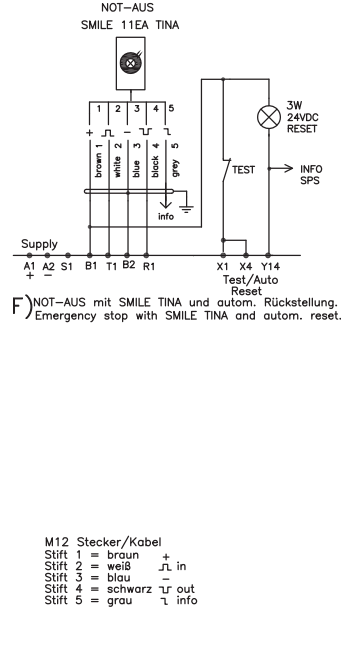 NOT-AUS
SMILE 11EA TINA
1 2 3 4 5
+ −
brown 1
white 2
blue 3
black 4
grey 5
3W
24VDC
RESET
TEST
INFO
SPS
info
Supply
A1 A2 S1 B1 T1 B2 R1 X1 X4 Y14
+ −
Test/Auto
Reset
F) NOT-AUS mit SMILE TINA und autom. Rückstellung.
Emergency stop with SMILE TINA and autom. reset.
M12 Stecker/Kabel
Stift 1 = braun +
Stift 2 = weiß in
Stift 3 = blau −
Stift 4 = schwarz out
Stift 5 = grau info